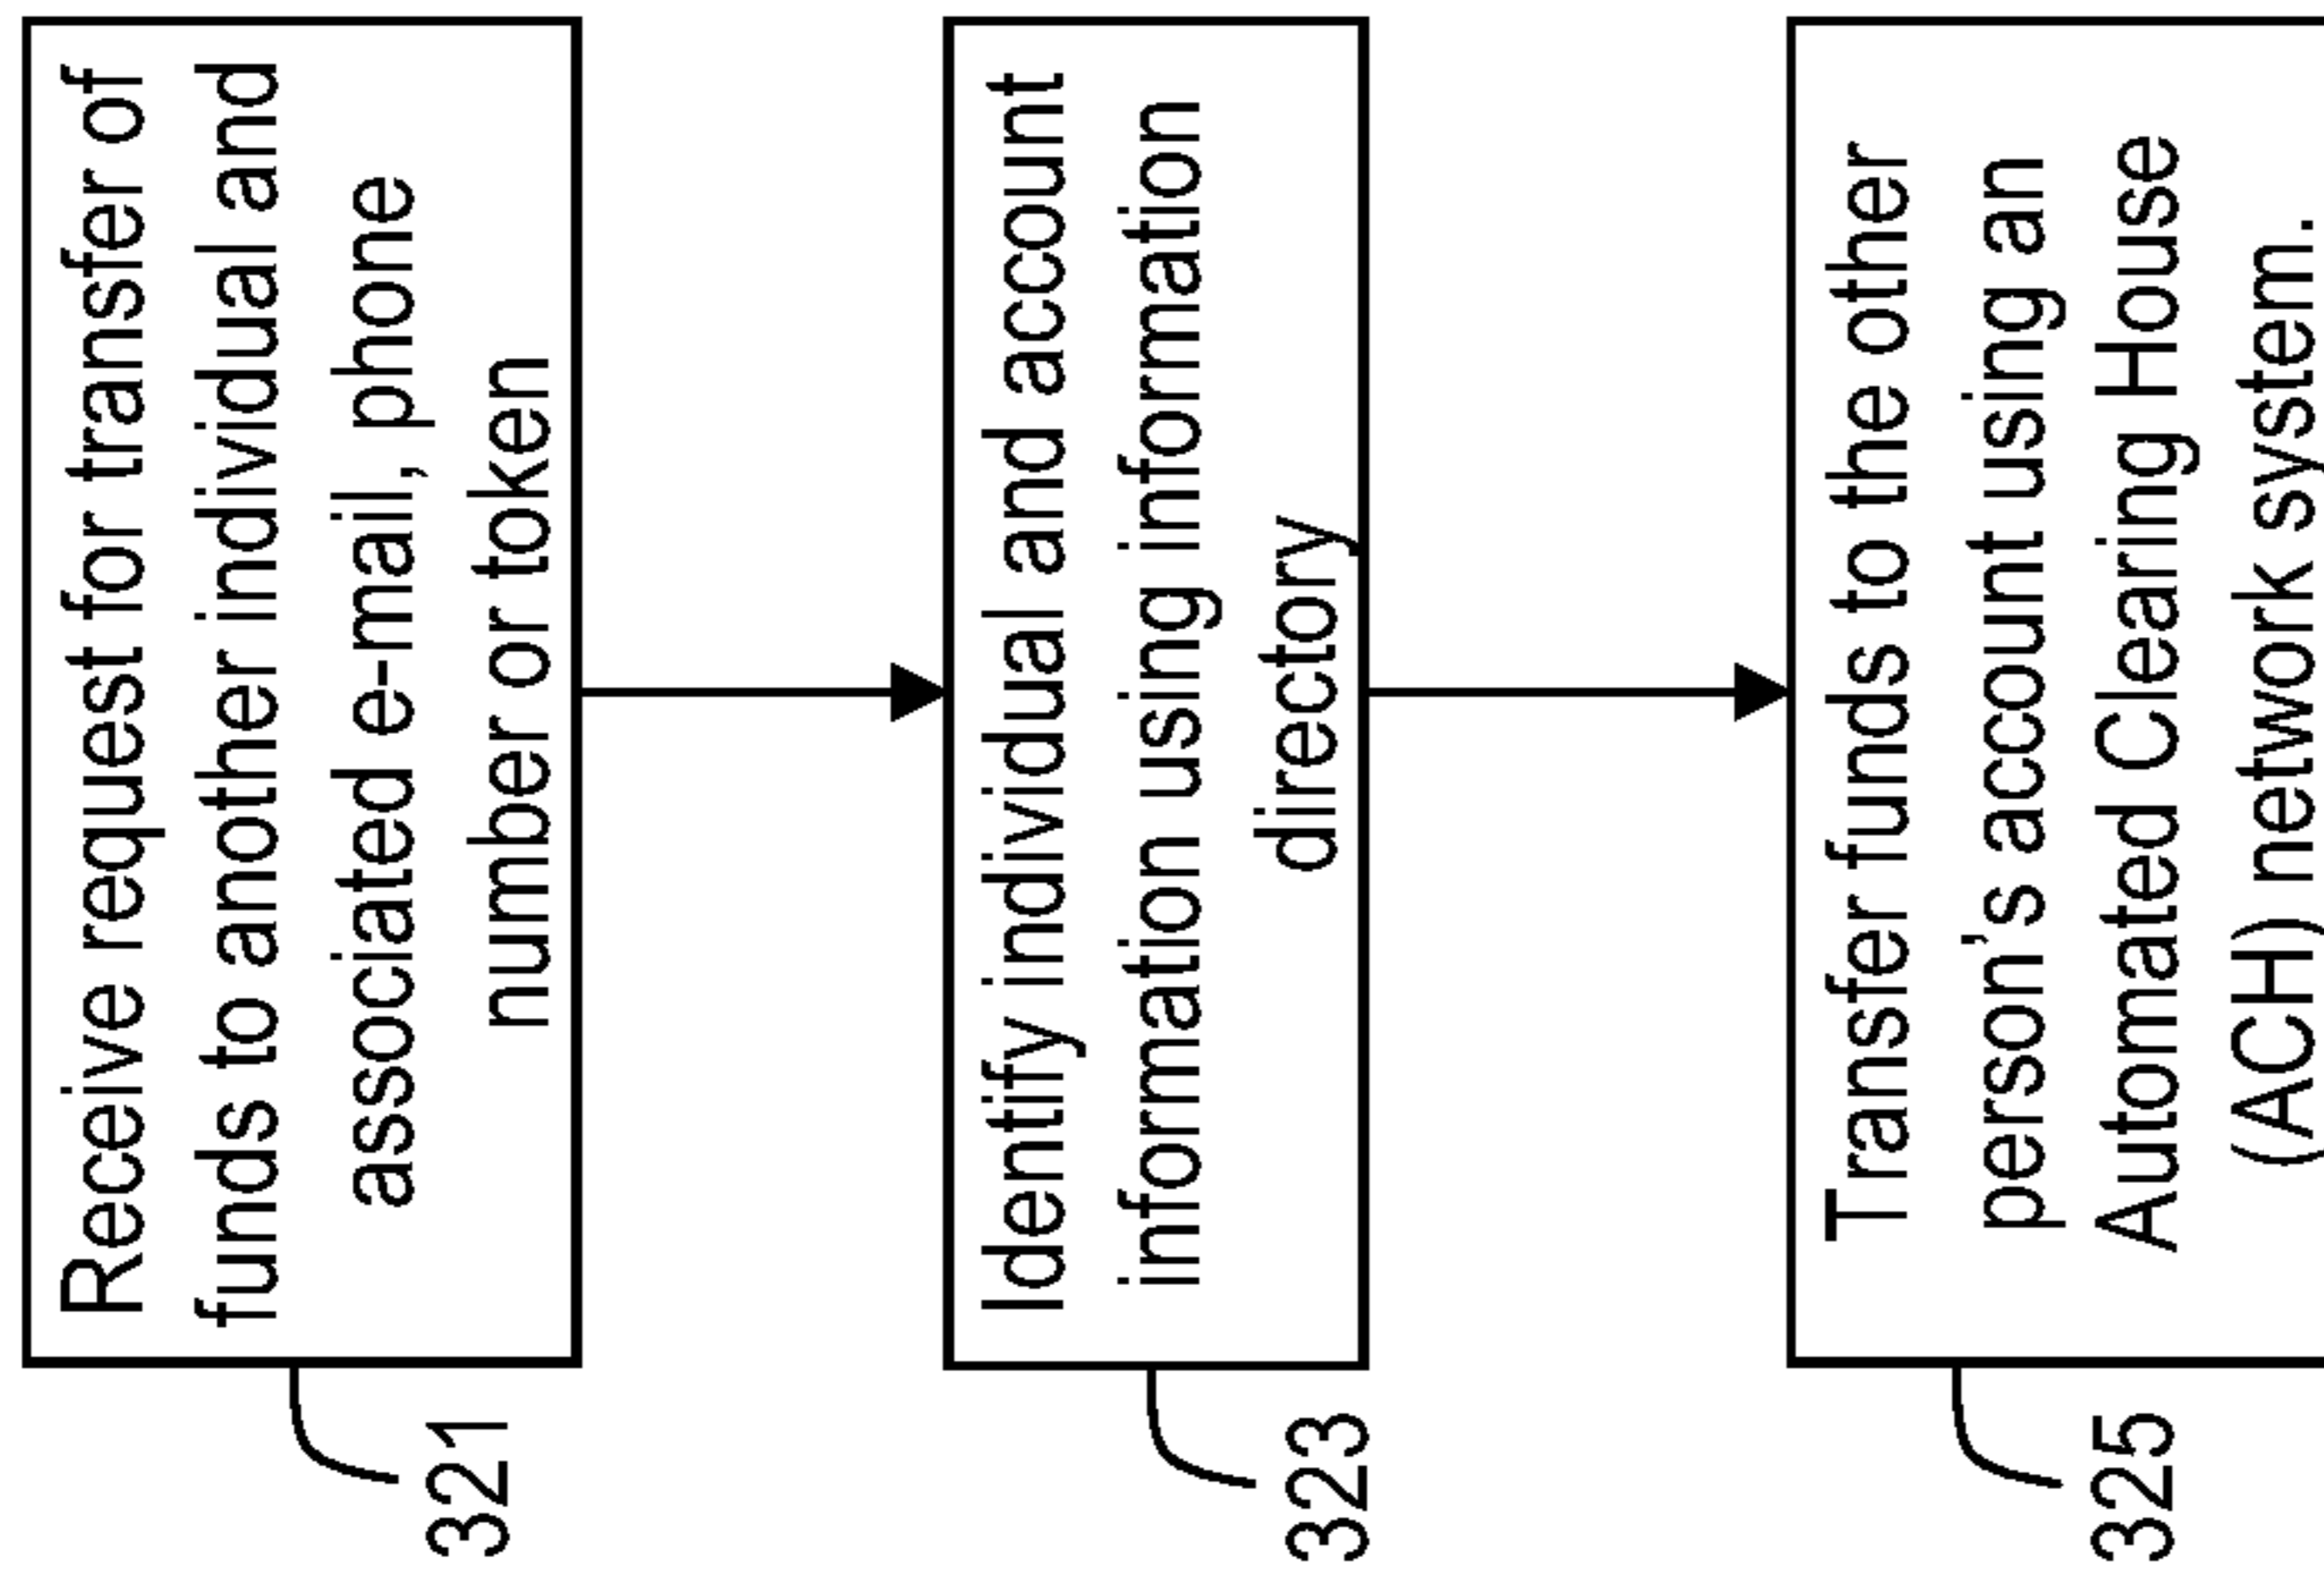 Receive request for transfer of
funds to another individual and
associated e-mail, phone
number or token
321
Identify individual and account
information using information
directory
323
Transfer funds to the other
person's account using an
Automated Clearing House
(ACH) network system.
325